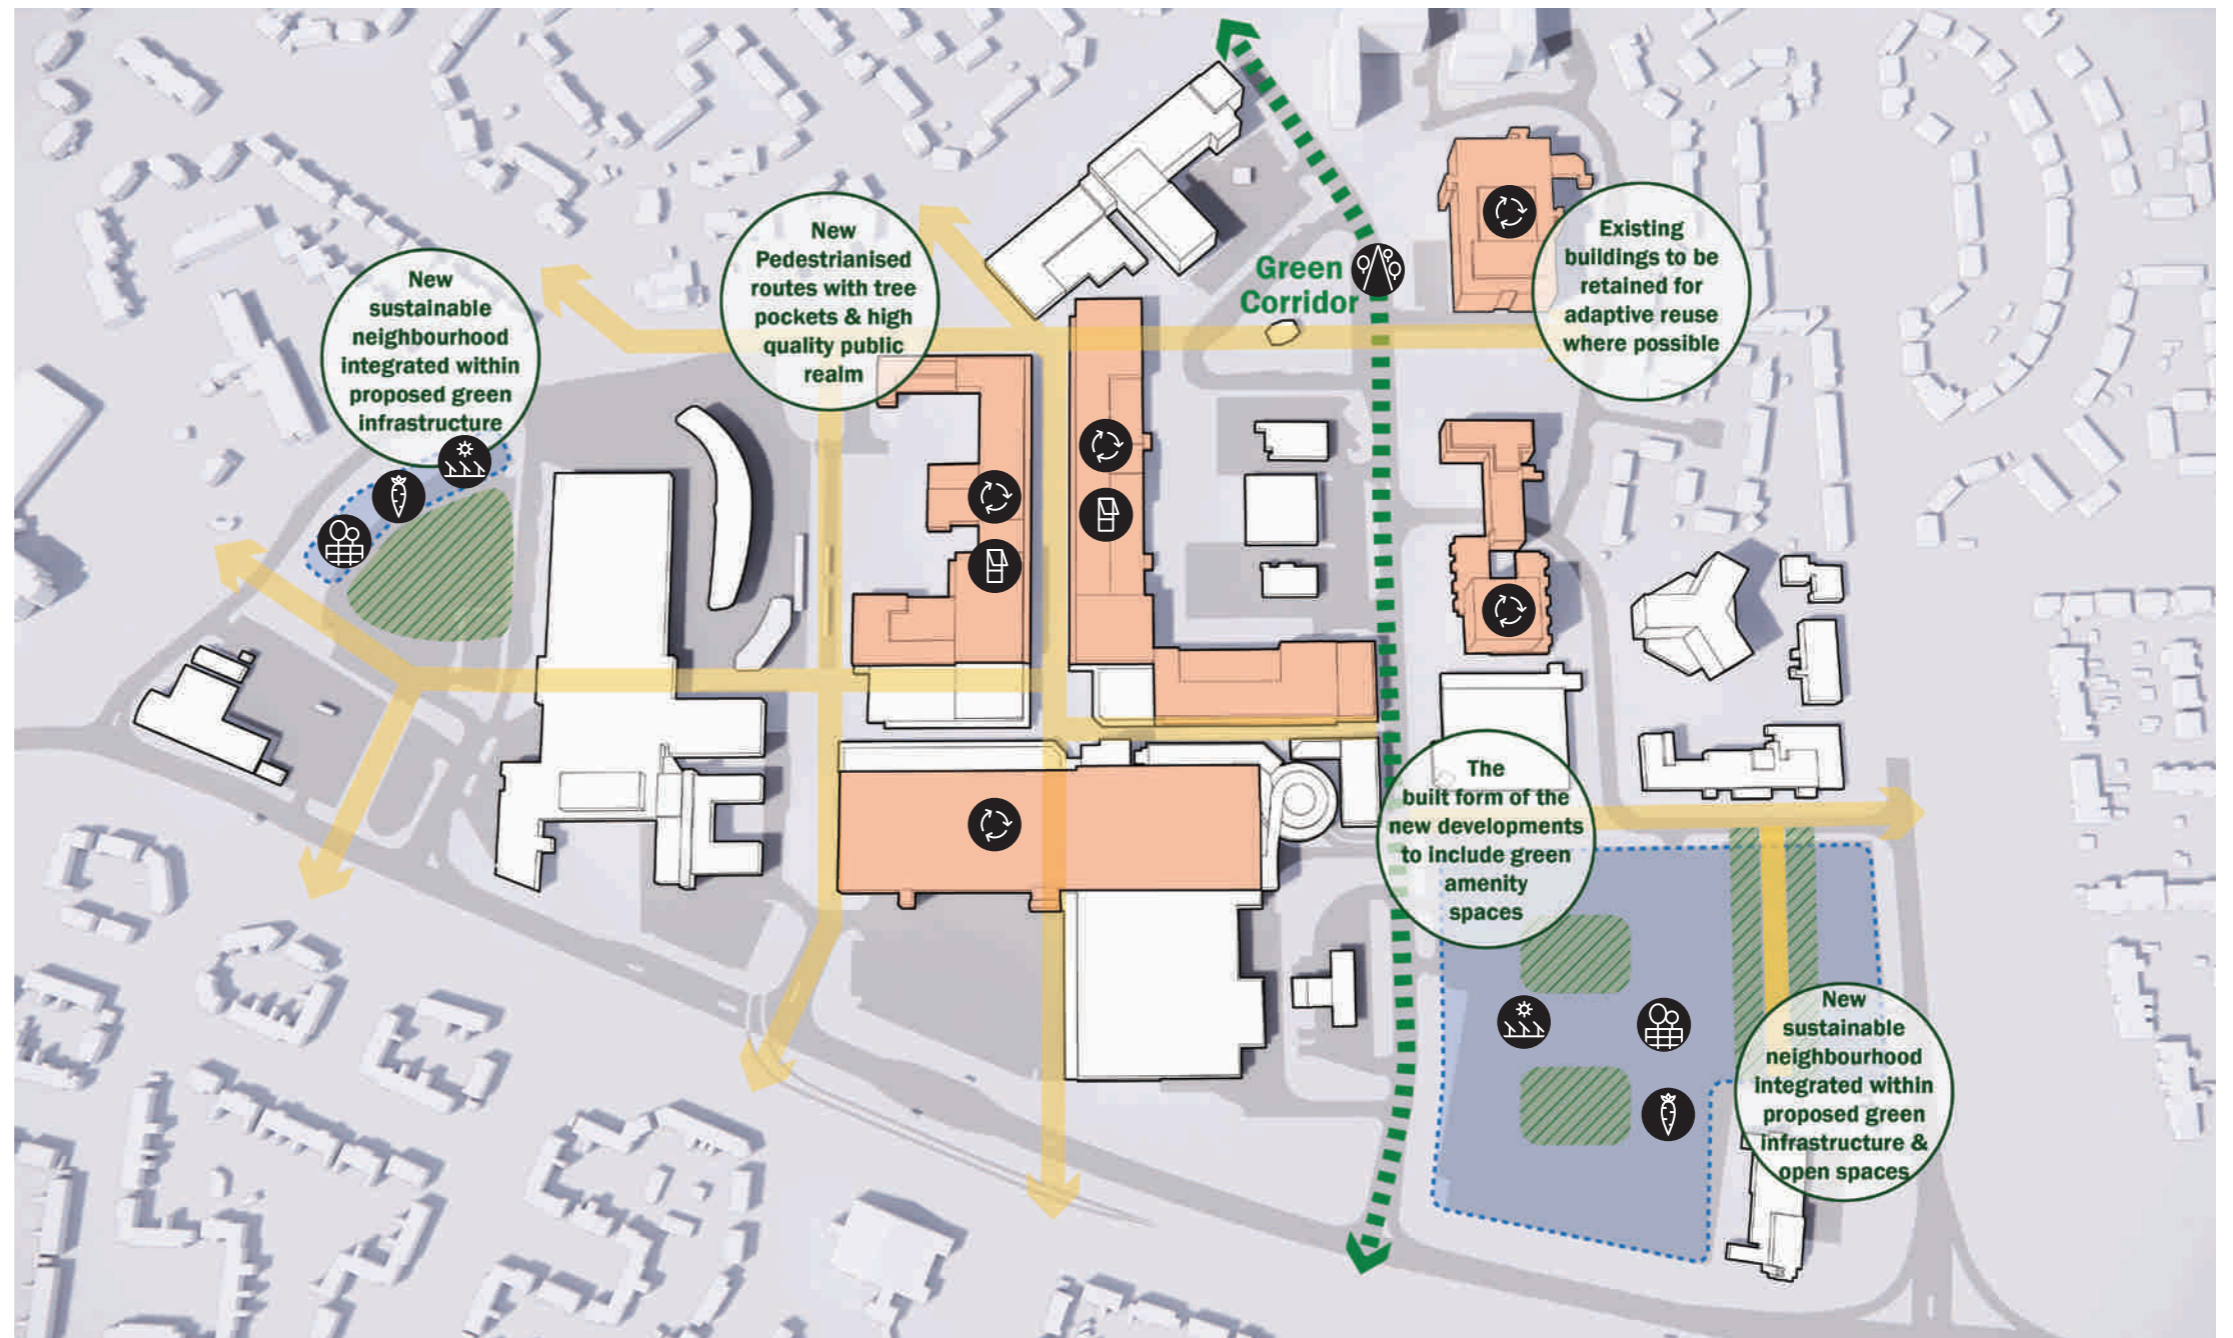 New
Pedestrianised
routes with tree
pockets & high
quality public
realm
Existing
buildings to be
retained for
adaptive reuse
where possible
New
sustainable
neighbourhood
integrated within
proposed green
infrastructure
Green
Corridor
The
built form of the
new developments
to include green
amenity
spaces
New
sustainable
neighbourhood
integrated within
proposed green
infrastructure &
open spaces